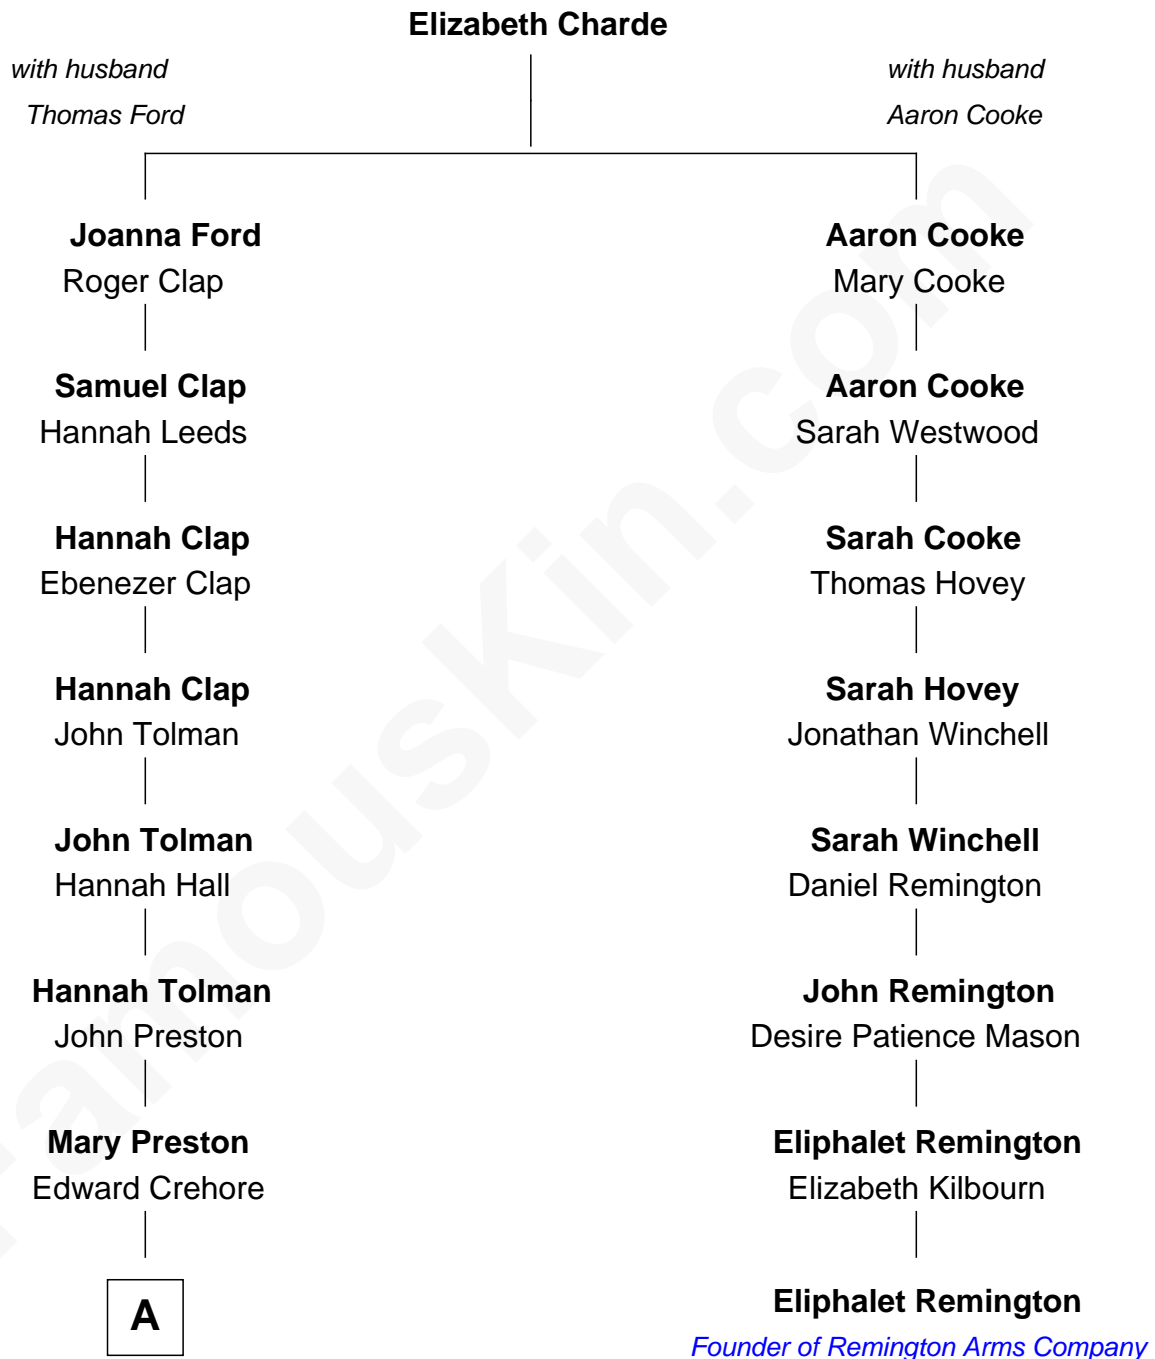 Elizabeth Charde
with husband
Thomas Ford
with husband
Aaron Cooke
Joanna Ford
Roger Clap
Aaron Cooke
Mary Cooke
Samuel Clap
Hannah Leeds
Aaron Cooke
Sarah Westwood
Hannah Clap
Ebenezer Clap
Sarah Cooke
Thomas Hovey
Hannah Clap
John Tolman
Sarah Hovey
Jonathan Winchell
John Tolman
Hannah Hall
Sarah Winchell
Daniel Remington
Hannah Tolman
John Preston
John Remington
Desire Patience Mason
Mary Preston
Edward Crehore
Eliphalet Remington
Elizabeth Kilbourn
A
Eliphalet Remington
Founder of Remington Arms Company
FamousKin.com